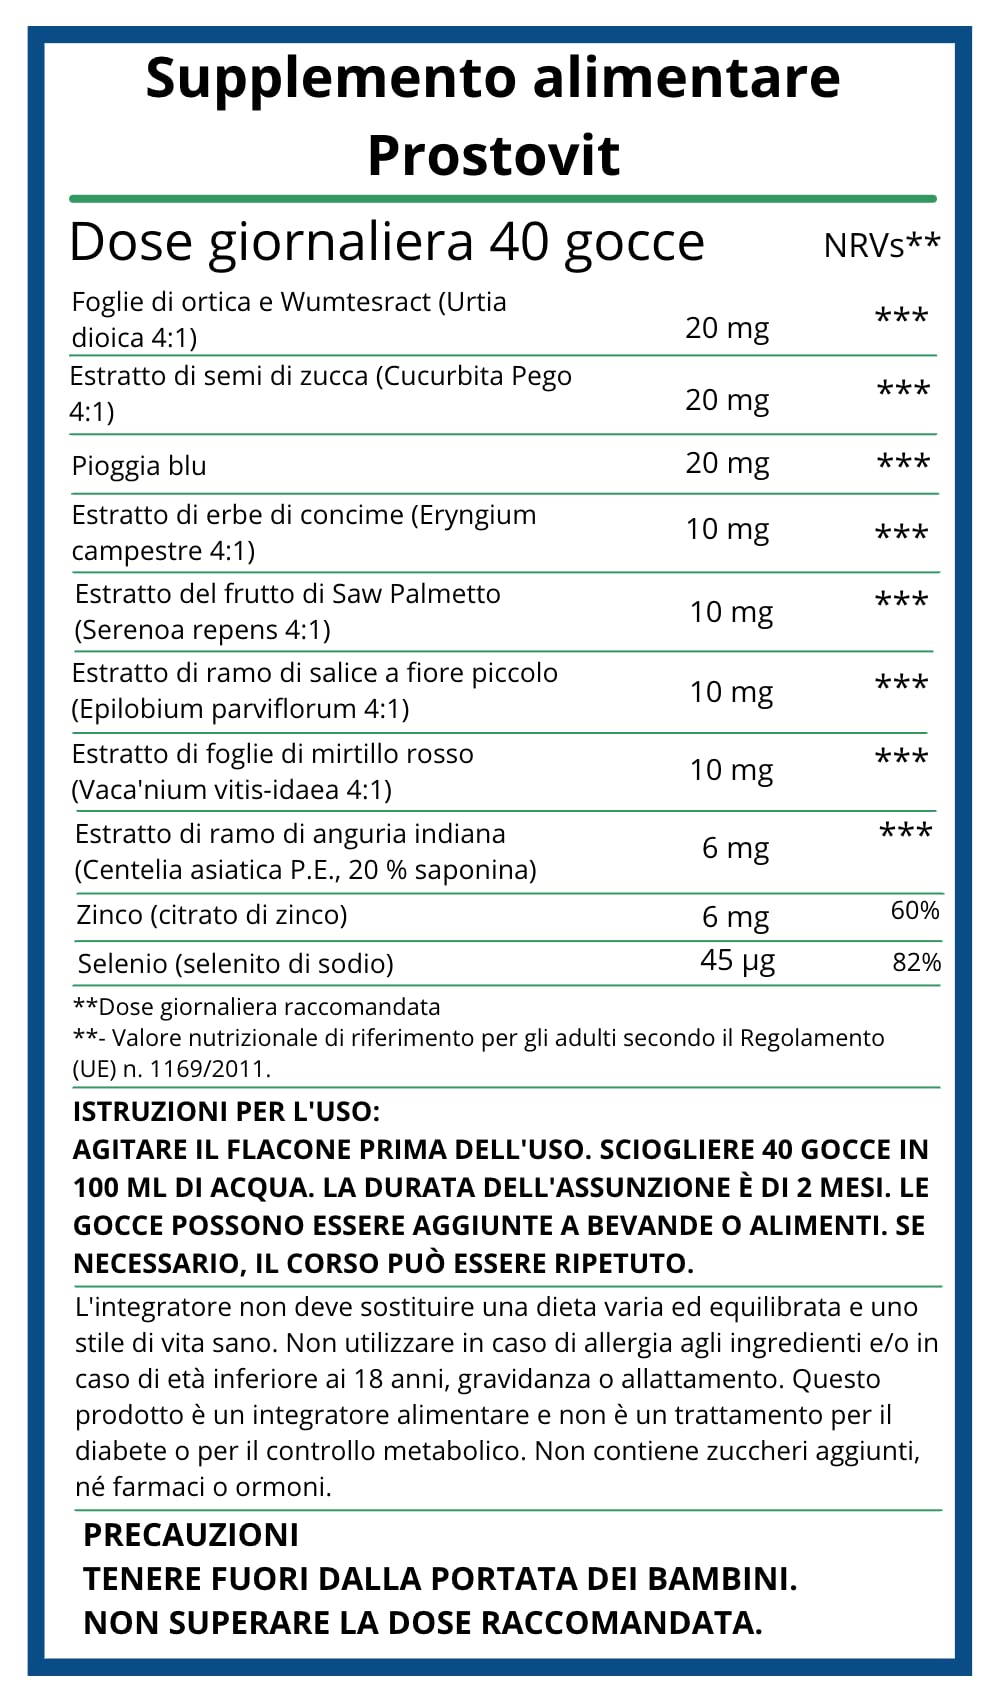 Supplemento alimentare
Prostovit
Dose giornaliera 40 gocce NRVs**
Foglie di ortica e Wumtesract (Urtia
dioica 4:1) 20 mg ***
Estratto di semi di zucca (Cucurbita Pego
4:1) 20 mg ***
Pioggia blu 20 mg ***
Estratto di erbe di concime (Eryngium
campestre 4:1) 10 mg ***
Estratto del frutto di Saw Palmetto
(Serenoa repens 4:1) 10 mg ***
Estratto di ramo di salice a fiore piccolo
(Epilobium parviflorum 4:1) 10 mg ***
Estratto di foglie di mirtillo rosso
(Vaca'nium vitis-idaea 4:1) 10 mg ***
Estratto di ramo di anguria indiana
(Centelia asiatica P.E., 20 % saponina) 6 mg ***
Zinco (citrato di zinco) 6 mg 60%
Selenio (selenito di sodio) 45 µg 82%
**Dose giornaliera raccomandata
**- Valore nutrizionale di riferimento per gli adulti secondo il Regolamento
(UE) n. 1169/2011.
ISTRUZIONI PER L'USO:
AGITARE IL FLACONE PRIMA DELL'USO. SCIOGLIERE 40 GOCCE IN
100 ML DI ACQUA. LA DURATA DELL'ASSUNZIONE È DI 2 MESI. LE
GOCCE POSSONO ESSERE AGGIUNTE A BEVANDE O ALIMENTI. SE
NECESSARIO, IL CORSO PUÒ ESSERE RIPETUTO.
L'integratore non deve sostituire una dieta varia ed equilibrata e uno
stile di vita sano. Non utilizzare in caso di allergia agli ingredienti e/o in
caso di età inferiore ai 18 anni, gravidanza o allattamento. Questo
prodotto è un integratore alimentare e non è un trattamento per il
diabete o per il controllo metabolico. Non contiene zuccheri aggiunti,
né farmaci o ormoni.
PRECAUZIONI
TENERE FUORI DALLA PORTATA DEI BAMBINI.
NON SUPERARE LA DOSE RACCOMANDATA.